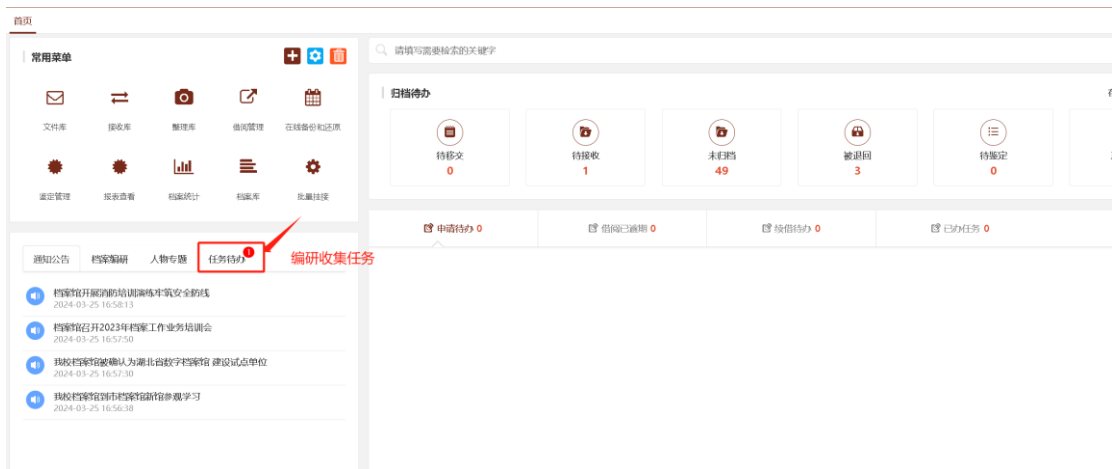 首页
常用菜单
文件库 接收库 整理库 借阅管理 在线备份和还原
鉴定管理 报表查看 档案统计 档案库 批量挂接
通知公告 档案编研 人物专题 任务待办 1
编研收集任务
档案馆开展消防培训演练牢筑安全防线
2024-03-25 16:58:13
档案馆召开2023年档案工作业务培训会
2024-03-25 16:57:50
我校档案馆被确认为湖北省数字档案馆 建设试点单位
2024-03-25 16:57:30
我校档案馆到市档案馆新馆参观学习
2024-03-25 16:56:38
请填写需要检索的关键字
归档待办
待移交 待接收 未归档 被退回 待鉴定
0 1 49 3 0
申请待办 0 借阅已逾期 0 续借待办 0 已办任务 0